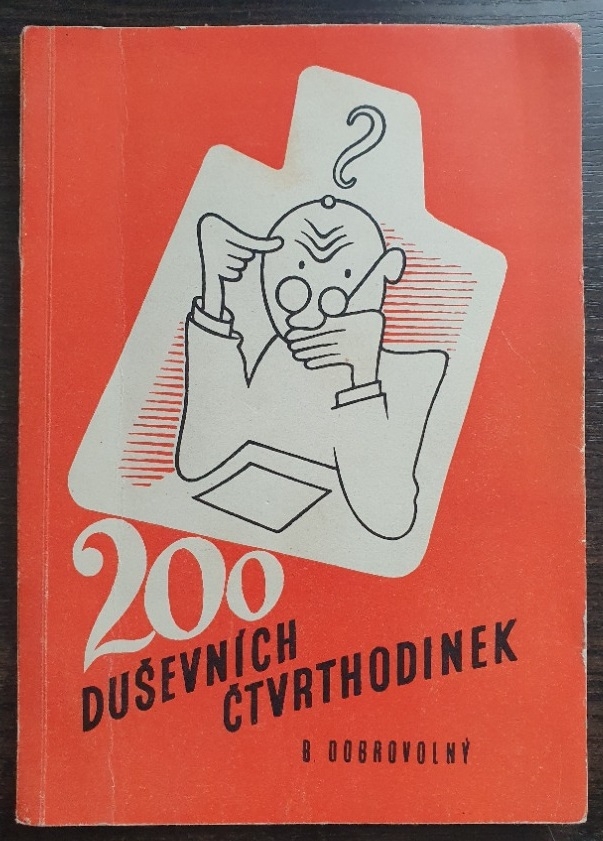 ?
200
DUŠEVNÍCH
ČTVRTHODINEK
B. DOBROVOLNÝ